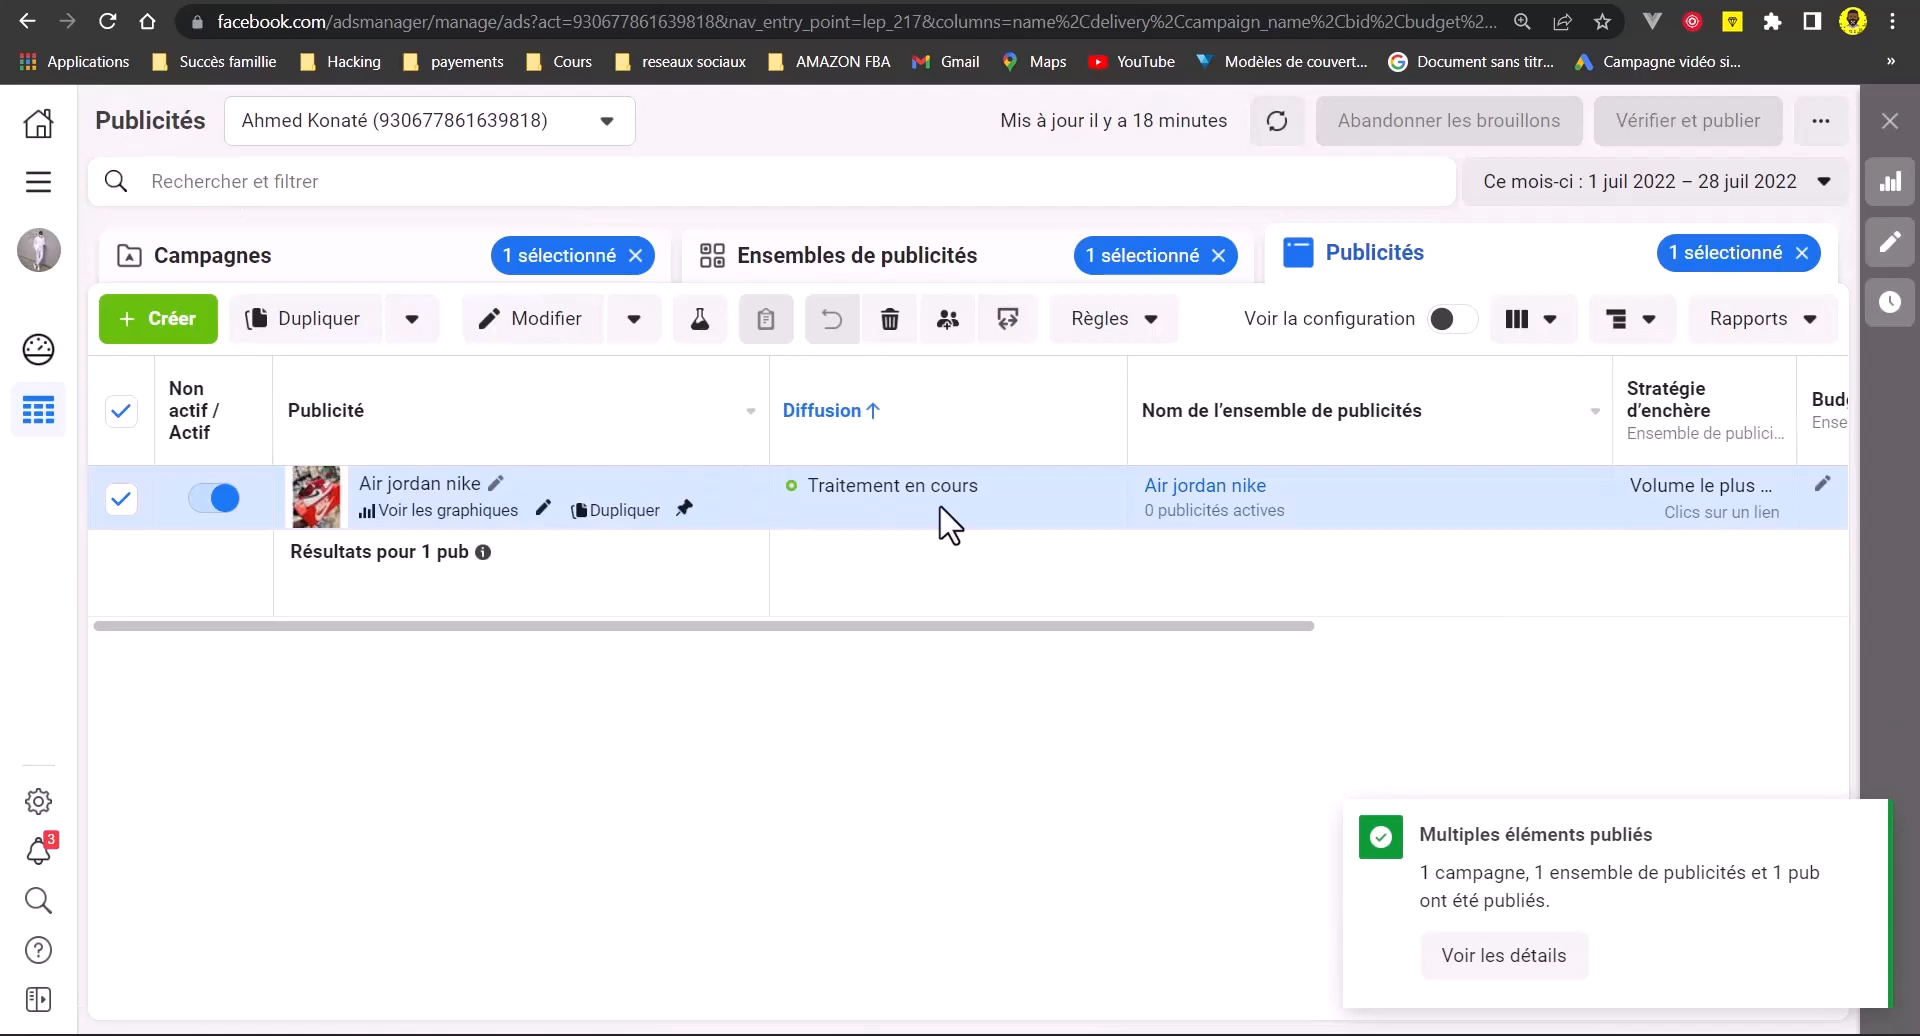 facebook.com/adsmanager/manage/ads?act=930677861639818&nav_entry_point=lep_217&columns=name%2Cdelivery%2Ccampaign_name%2Cbid%2Cbudget%2...
Applications
Succès famillie
Hacking
payements
Cours
reseaux sociaux
AMAZON FBA
Gmail
Maps
YouTube
Modèles de couvert...
Document sans titr...
Campagne vidéo si...
»
Publicités
Ahmed Konaté (930677861639818)
Mis à jour il y a 18 minutes
Abandonner les brouillons
Vérifier et publier
Rechercher et filtrer
Ce mois-ci : 1 juil 2022 – 28 juil 2022
Campagnes
1 sélectionné
Ensembles de publicités
1 sélectionné
Publicités
1 sélectionné
+ Créer
Dupliquer
Modifier
Règles
Voir la configuration
Rapports
Non
actif /
Actif
Publicité
Diffusion ↑
Nom de l'ensemble de publicités
Stratégie
d'enchère
Ensemble de publici...
Bud
Ense
Air jordan nike
Voir les graphiques
Dupliquer
Traitement en cours
Air jordan nike
0 publicités actives
Volume le plus ...
Clics sur un lien
Résultats pour 1 pub
3
Multiples éléments publiés
1 campagne, 1 ensemble de publicités et 1 pub
ont été publiés.
Voir les détails